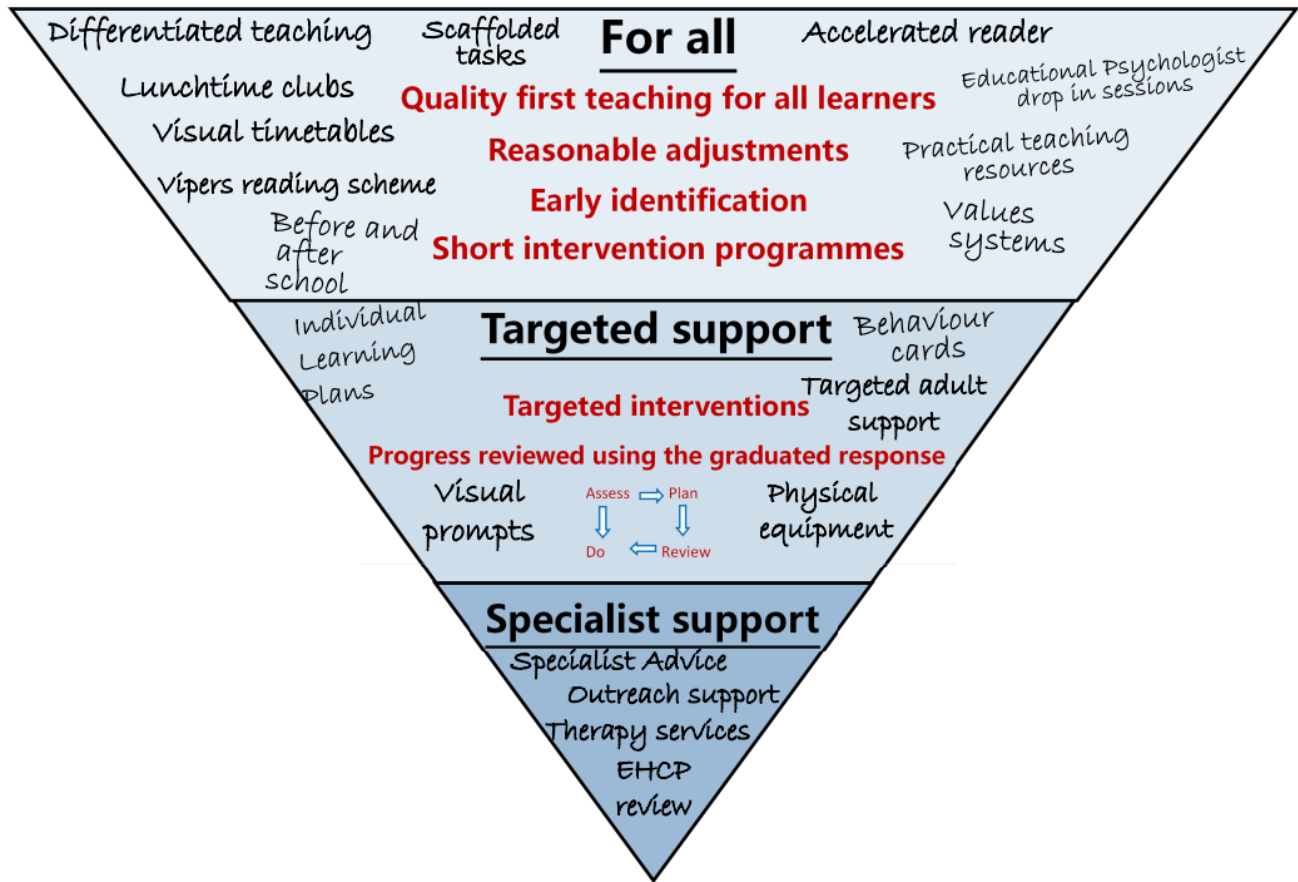 For all
Differentiated teaching
Scaffolded
tasks
Accelerated reader
Lunchtime clubs
Quality first teaching for all learners
Educational Psychologist
drop in sessions
Visual timetables
Reasonable adjustments
Practical teaching
resources
Vipers reading scheme
Early identification
Values
systems
Before and
after
school
Short intervention programmes
Targeted support
Individual
Learning
Plans
Behaviour
cards
Targeted interventions
Targeted adult
support
Progress reviewed using the graduated response
Visual
prompts
Assess
Plan
Do
Review
Physical
equipment
Specialist support
Specialist Advice
Outreach support
Therapy services
EHCP
review